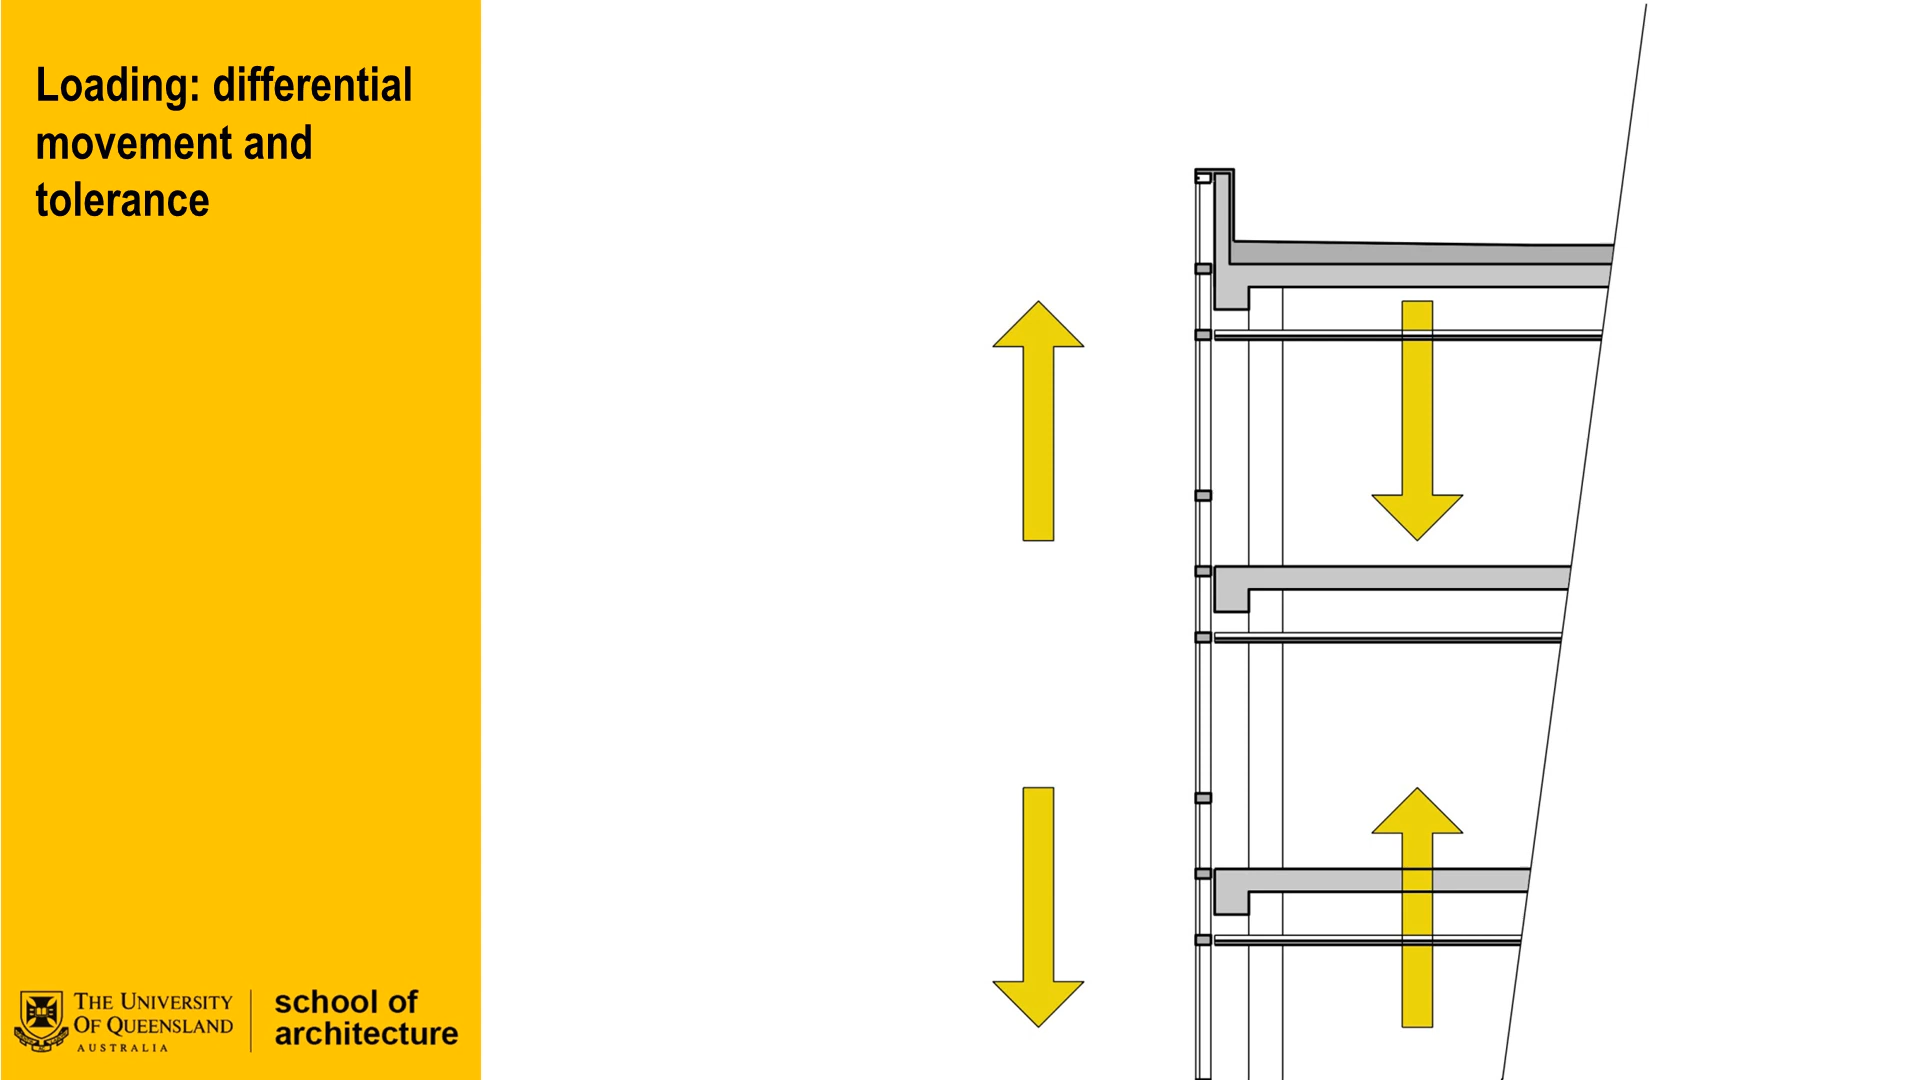 Loading: differential
movement and
tolerance
THE UNIVERSITY
OF QUEENSLAND
AUSTRALIA
school of
architecture